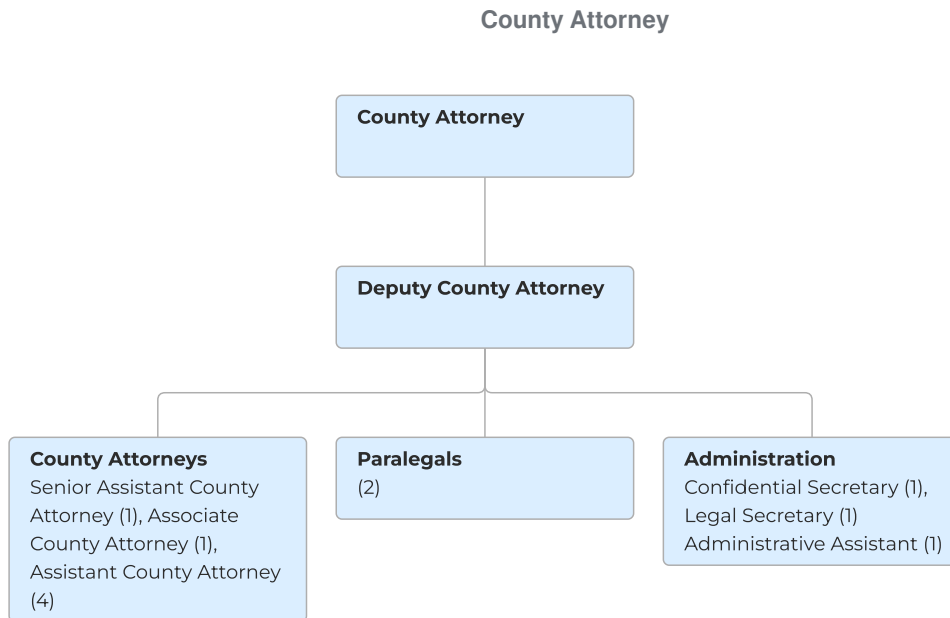 County Attorney
County Attorney
Deputy County Attorney
County Attorneys
Senior Assistant County
Attorney (1), Associate
County Attorney (1),
Assistant County Attorney
(4)
Paralegals
(2)
Administration
Confidential Secretary (1),
Legal Secretary (1)
Administrative Assistant (1)